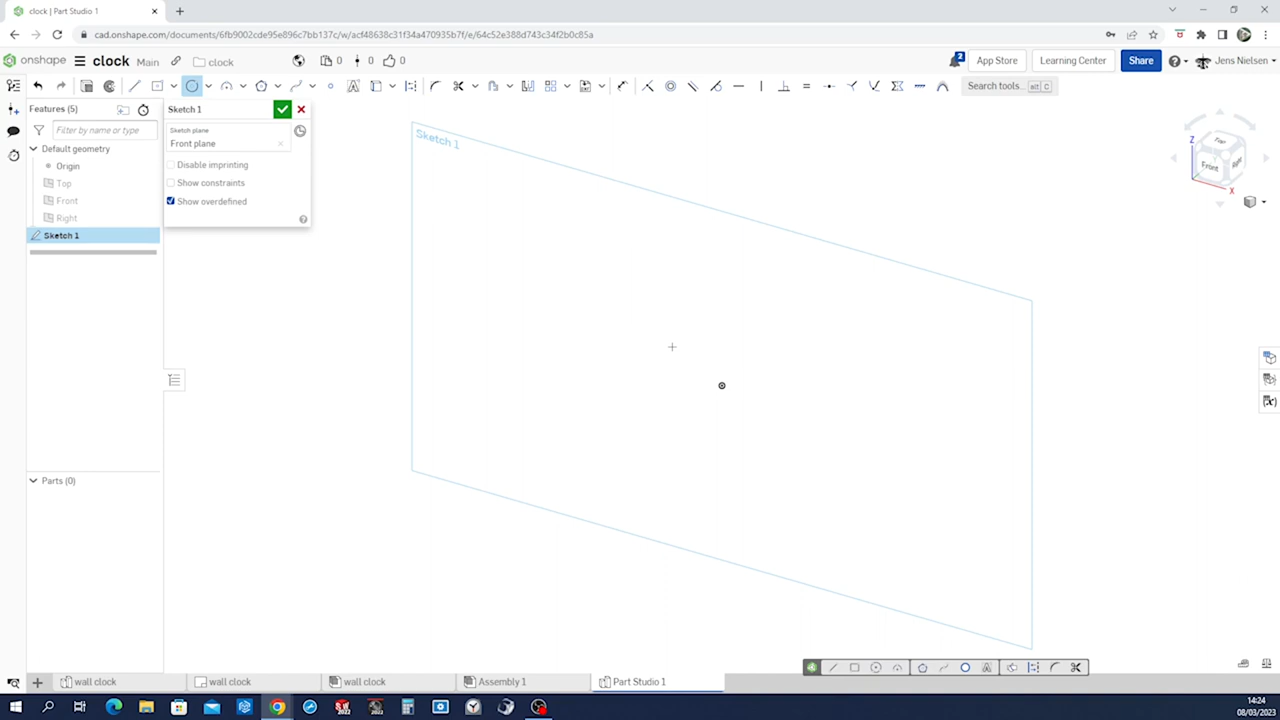 clock | Part Studio 1
cad.onshape.com/documents/6fb9002cde95e896c7bb137c/w/acf48638c31f34a470935b7f/e/64c52e388d743c34f2b0c85a
onshape
clock
Main
clock
0
0
0
2
App Store
Learning Center
Share
Jens Nielsen
Search tools...
alt
C
Features (5)
Filter by name or type
Default geometry
Origin
Top
Front
Right
Sketch 1
Parts (0)
Sketch 1
Sketch plane
Front plane
Disable imprinting
Show constraints
Show overdefined
Sketch 1
Z
Top
Front
Right
X
wall clock
wall clock
wall clock
Assembly 1
Part Studio 1
2022
2022
14:24
08/03/2023